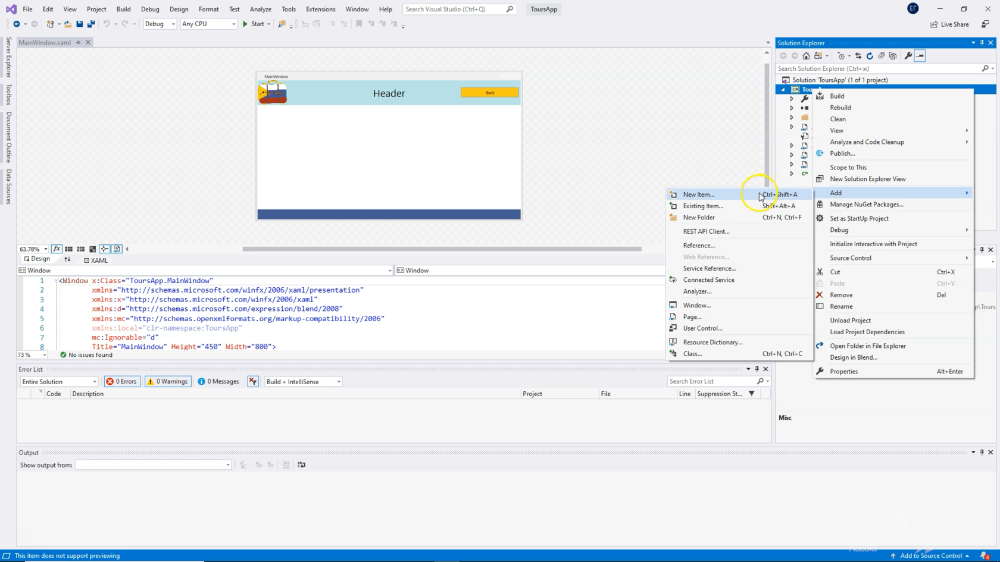 File Edit View Project Build Debug Design Format Test Analyze Tools Extensions Window Help Search Visual Studio (Ctrl+Q) ToursApp ЕГ
Debug Any CPU Start Live Share
MainWindow.xaml
Solution Explorer
Search Solution Explorer (Ctrl+ж)
Solution 'ToursApp' (1 of 1 project)
Server Explorer
Toolbox
Document Outline
Data Sources
MainWindow
Header
Back
Build
Rebuild
Clean
View
Analyze and Code Cleanup
Publish...
Scope to This
New Solution Explorer View
Add
Manage NuGet Packages...
Set as StartUp Project
Debug
Initialize Interactive with Project
Source Control
Cut Ctrl+X
Paste Ctrl+V
Remove Del
Rename
Unload Project
Load Project Dependencies
Open Folder in File Explorer
Design in Blend...
Properties Alt+Enter
New Item... Ctrl+Shift+A
Existing Item... Shift+Alt+A
New Folder Ctrl+N, Ctrl+F
REST API Client...
Reference...
Web Reference...
Service Reference...
Connected Service
Analyzer...
Window...
Page...
User Control...
Resource Dictionary...
Class... Ctrl+N, Ctrl+C
63.78% fx
Design XAML
Window Window
1 <Window x:Class="ToursApp.MainWindow"
2 xmlns="http://schemas.microsoft.com/winfx/2006/xaml/presentation"
3 xmlns:x="http://schemas.microsoft.com/winfx/2006/xaml"
4 xmlns:d="http://schemas.microsoft.com/expression/blend/2008"
5 xmlns:mc="http://schemas.openxmlformats.org/markup-compatibility/2006"
6 xmlns:local="clr-namespace:ToursApp"
7 mc:Ignorable="d"
8 Title="MainWindow" Height="450" Width="800">
73 % No issues found
Error List
Entire Solution 0 Errors 0 Warnings 0 Messages Build + IntelliSense Search Error List
Code Description Project File Line Suppression St...
Misc
Output
Show output from:
Russia
This item does not support previewing Add to Source Control 4